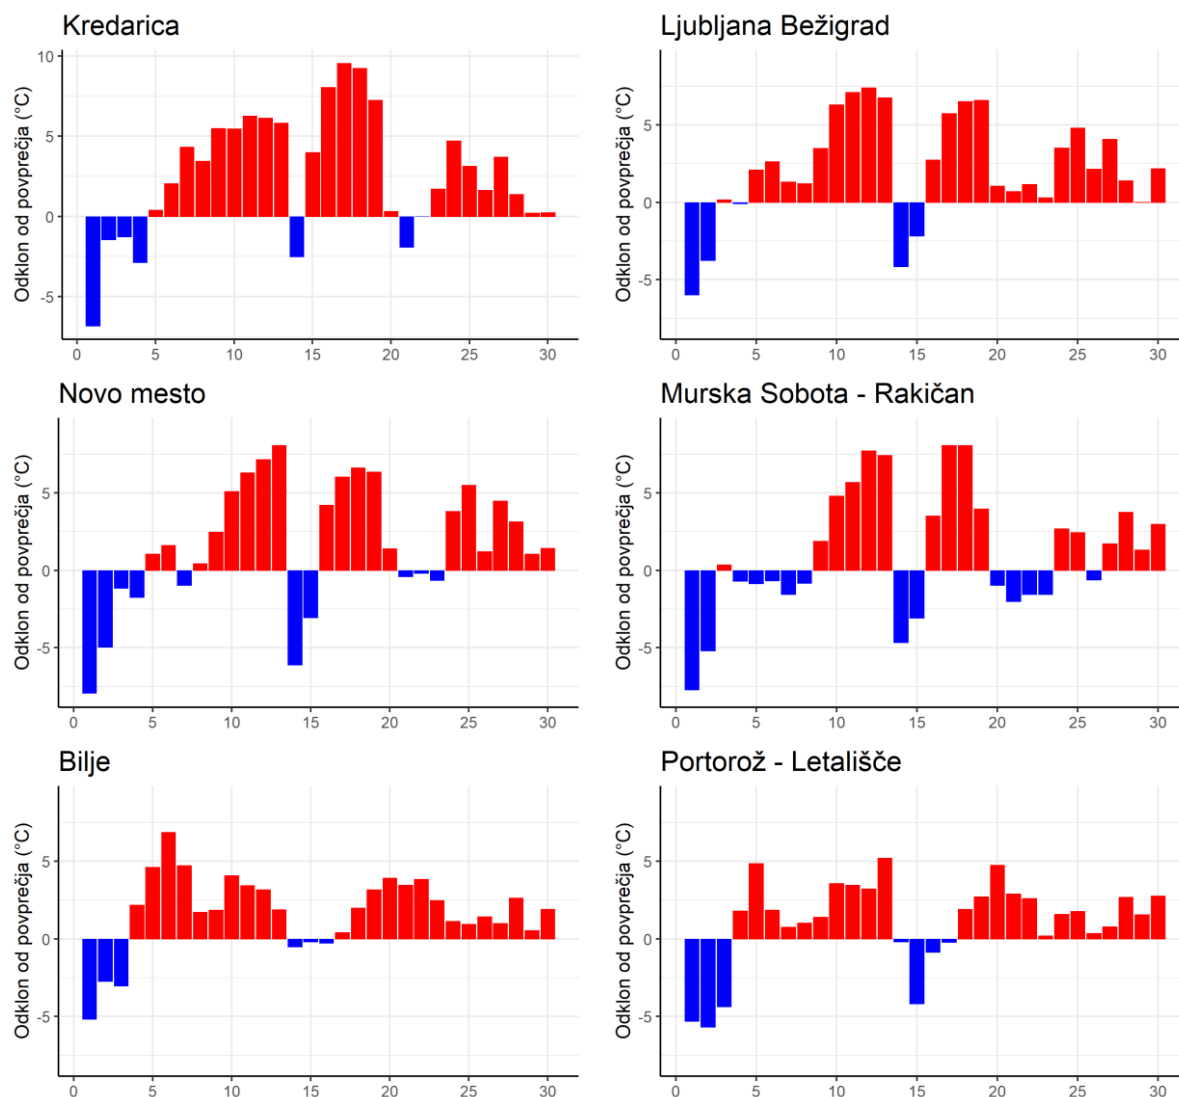 Kredarica
Odklon od povprečja (°C)
10
5
0
-5
0 5 10 15 20 25 30
Ljubljana Bežigrad
Odklon od povprečja (°C)
5
0
-5
0 5 10 15 20 25 30
Novo mesto
Odklon od povprečja (°C)
5
0
-5
0 5 10 15 20 25 30
Murska Sobota - Rakičan
Odklon od povprečja (°C)
5
0
-5
0 5 10 15 20 25 30
Bilje
Odklon od povprečja (°C)
5
0
-5
0 5 10 15 20 25 30
Portorož - Letališče
Odklon od povprečja (°C)
5
0
-5
0 5 10 15 20 25 30